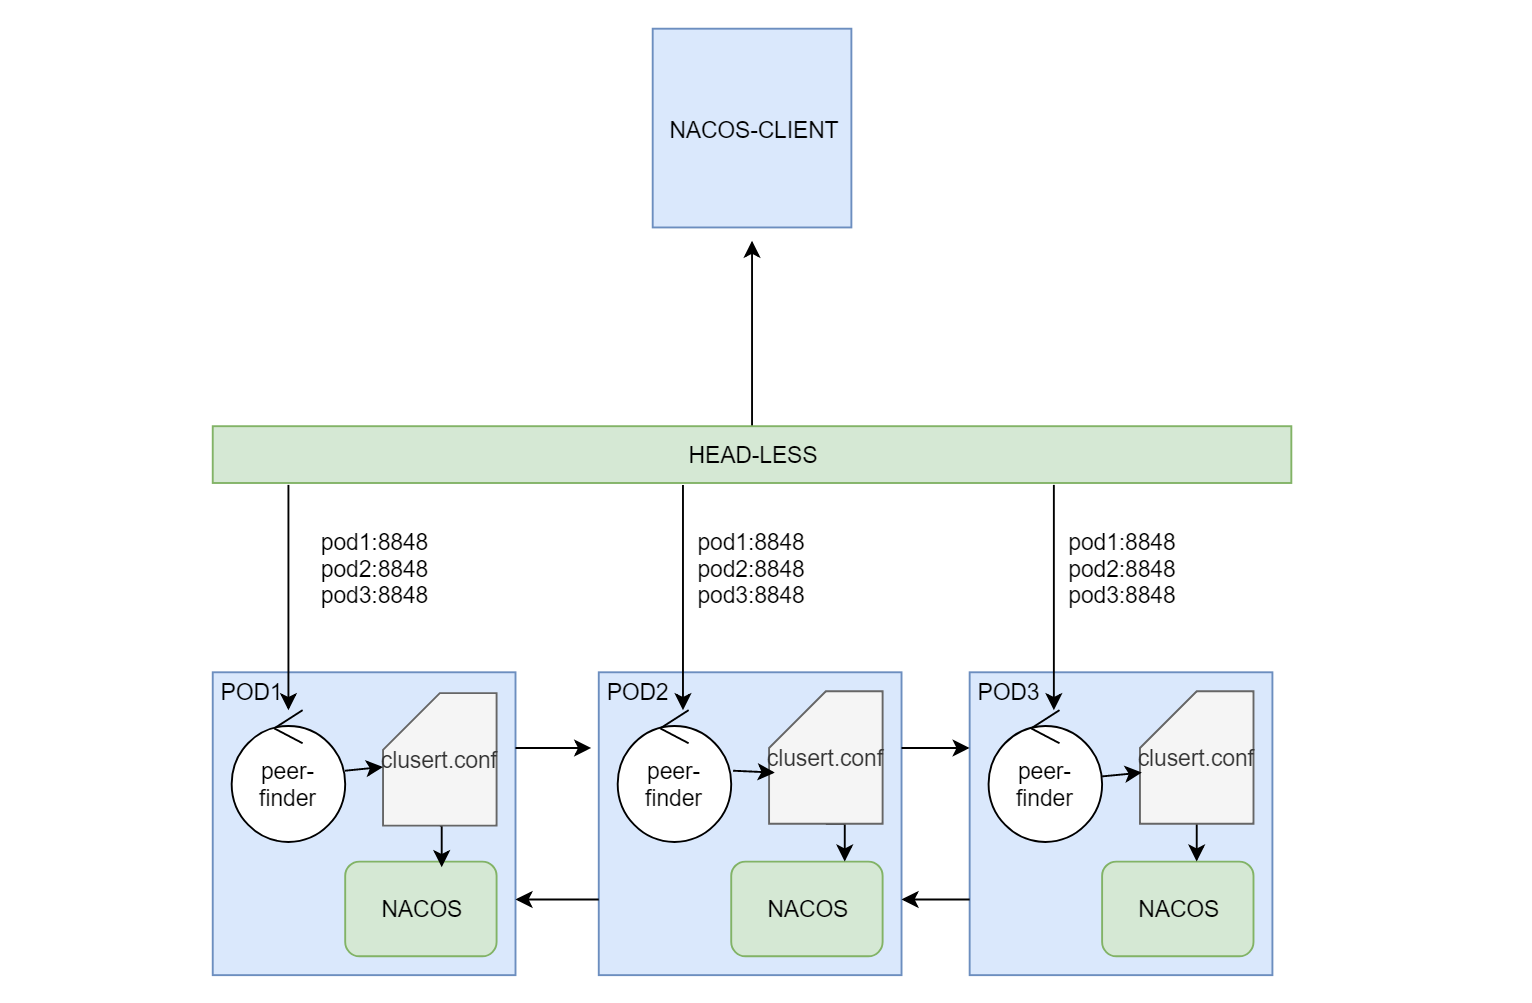 NACOS-CLIENT
HEAD-LESS
pod1:8848
pod2:8848
pod3:8848
pod1:8848
pod2:8848
pod3:8848
pod1:8848
pod2:8848
pod3:8848
POD1
peer-
finder
clusert.conf
NACOS
POD2
peer-
finder
clusert.conf
NACOS
POD3
peer-
finder
clusert.conf
NACOS